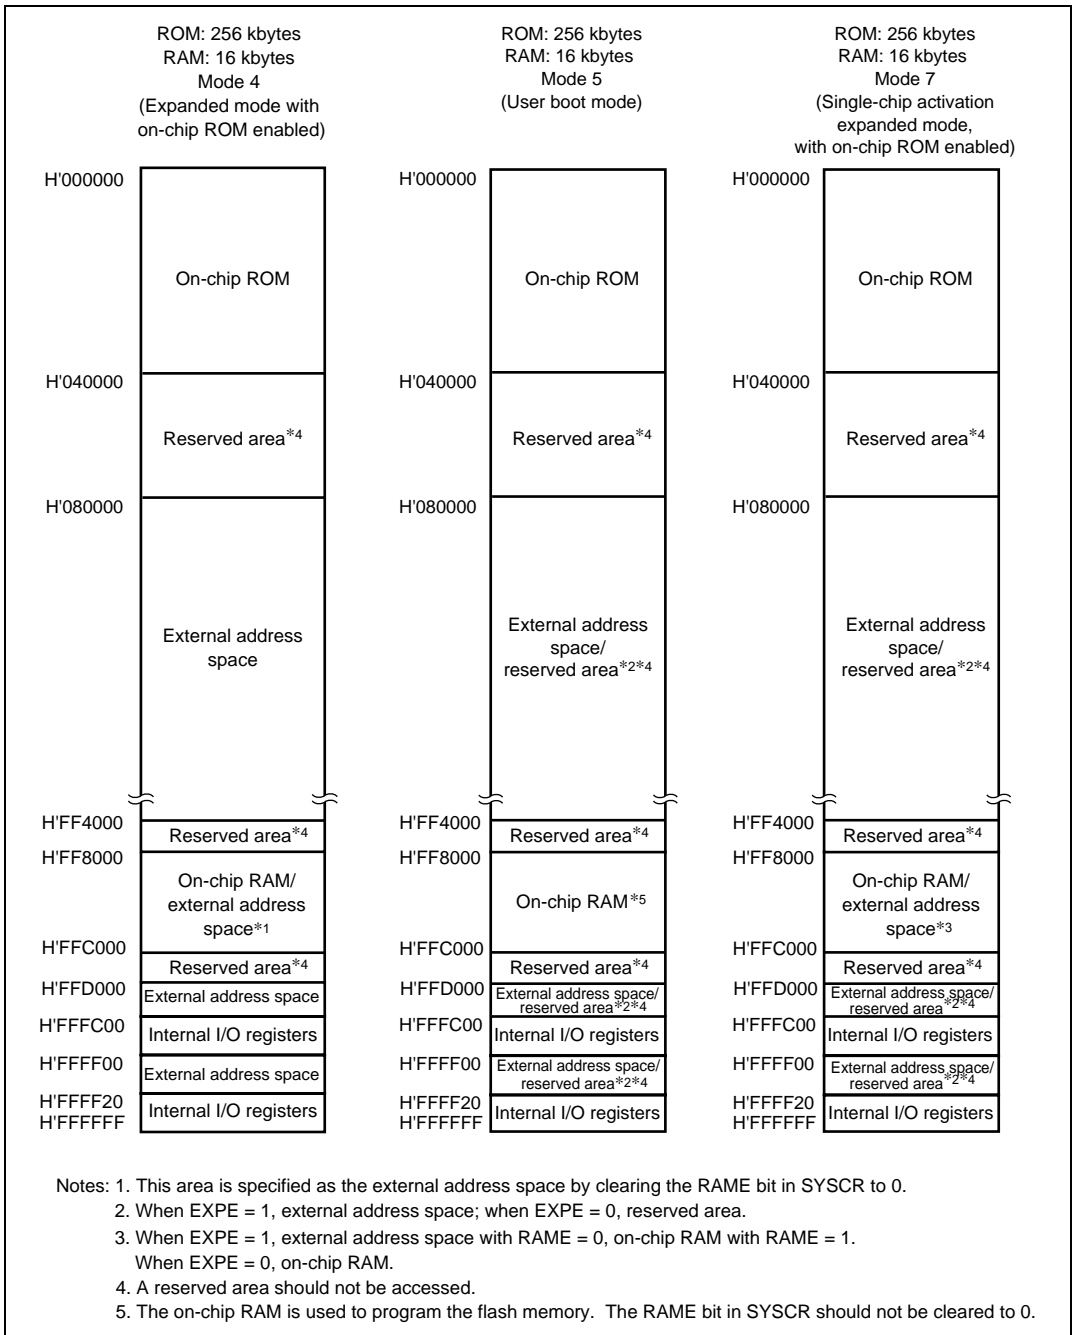 ROM: 256 kbytes
RAM: 16 kbytes
Mode 4
(Expanded mode with
on-chip ROM enabled)
H'000000
On-chip ROM
H'040000
Reserved area*4
H'080000
External address
space
H'FF4000
Reserved area*4
H'FF8000
On-chip RAM/
external address
space*1
H'FFC000
Reserved area*4
H'FFD000
External address space
H'FFFC00
Internal I/O registers
H'FFFF00
External address space
H'FFFF20
Internal I/O registers
H'FFFFFF
ROM: 256 kbytes
RAM: 16 kbytes
Mode 5
(User boot mode)
H'000000
On-chip ROM
H'040000
Reserved area*4
H'080000
External address
space/
reserved area*2*4
H'FF4000
Reserved area*4
H'FF8000
On-chip RAM*5
H'FFC000
Reserved area*4
H'FFD000
External address space/
reserved area*2*4
H'FFFC00
Internal I/O registers
H'FFFF00
External address space/
reserved area*2*4
H'FFFF20
Internal I/O registers
H'FFFFFF
ROM: 256 kbytes
RAM: 16 kbytes
Mode 7
(Single-chip activation
expanded mode,
with on-chip ROM enabled)
H'000000
On-chip ROM
H'040000
Reserved area*4
H'080000
External address
space/
reserved area*2*4
H'FF4000
Reserved area*4
H'FF8000
On-chip RAM/
external address
space*3
H'FFC000
Reserved area*4
H'FFD000
External address space/
reserved area*2*4
H'FFFC00
Internal I/O registers
H'FFFF00
External address space/
reserved area*2*4
H'FFFF20
Internal I/O registers
H'FFFFFF
Notes: 1. This area is specified as the external address space by clearing the RAME bit in SYSCR to 0.
2. When EXPE = 1, external address space; when EXPE = 0, reserved area.
3. When EXPE = 1, external address space with RAME = 0, on-chip RAM with RAME = 1.
When EXPE = 0, on-chip RAM.
4. A reserved area should not be accessed.
5. The on-chip RAM is used to program the flash memory. The RAME bit in SYSCR should not be cleared to 0.